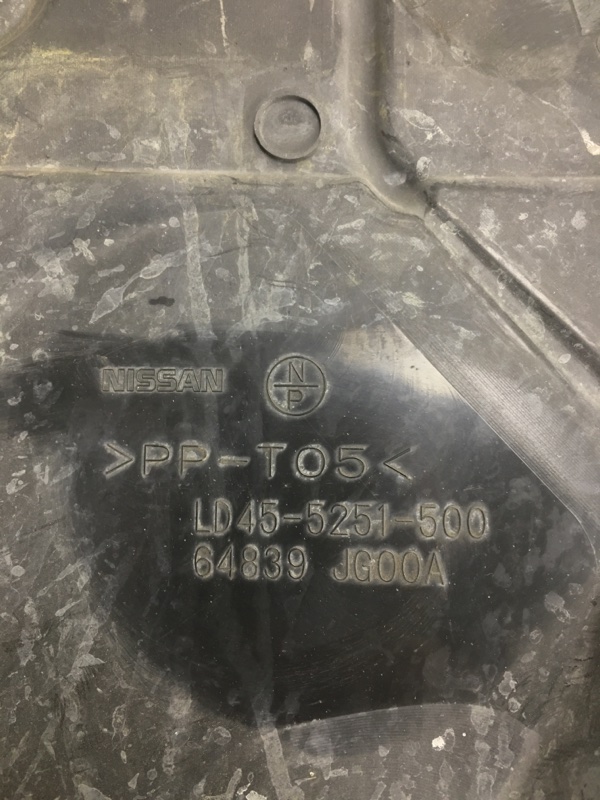 NISSAN N P
>PP-T05<
LD45-5251-500
64839 JG00A